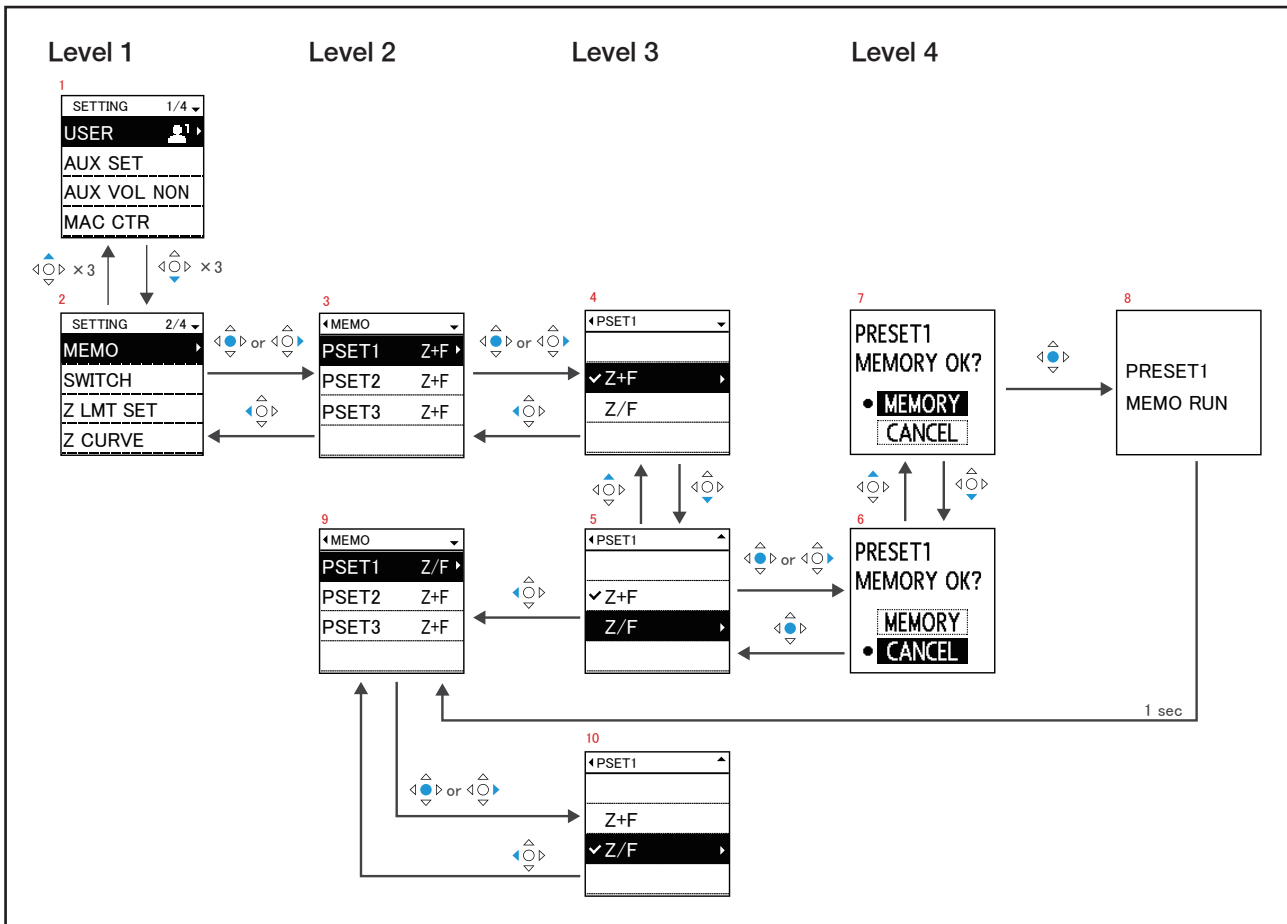 Level 1
Level 2
Level 3
Level 4
1
SETTING 1/4
USER 1
AUX SET
AUX VOL NON
MAC CTR
×3
×3
2
SETTING 2/4
MEMO
SWITCH
Z LMT SET
Z CURVE
or
3
MEMO
PSET1 Z+F
PSET2 Z+F
PSET3 Z+F
or
4
PSET1
Z+F
Z/F
7
PRESET1
MEMORY OK?
MEMORY
CANCEL
8
PRESET1
MEMO RUN
9
MEMO
PSET1 Z/F
PSET2 Z+F
PSET3 Z+F
5
PSET1
Z+F
Z/F
or
6
PRESET1
MEMORY OK?
MEMORY
CANCEL
1 sec
or
10
PSET1
Z+F
Z/F